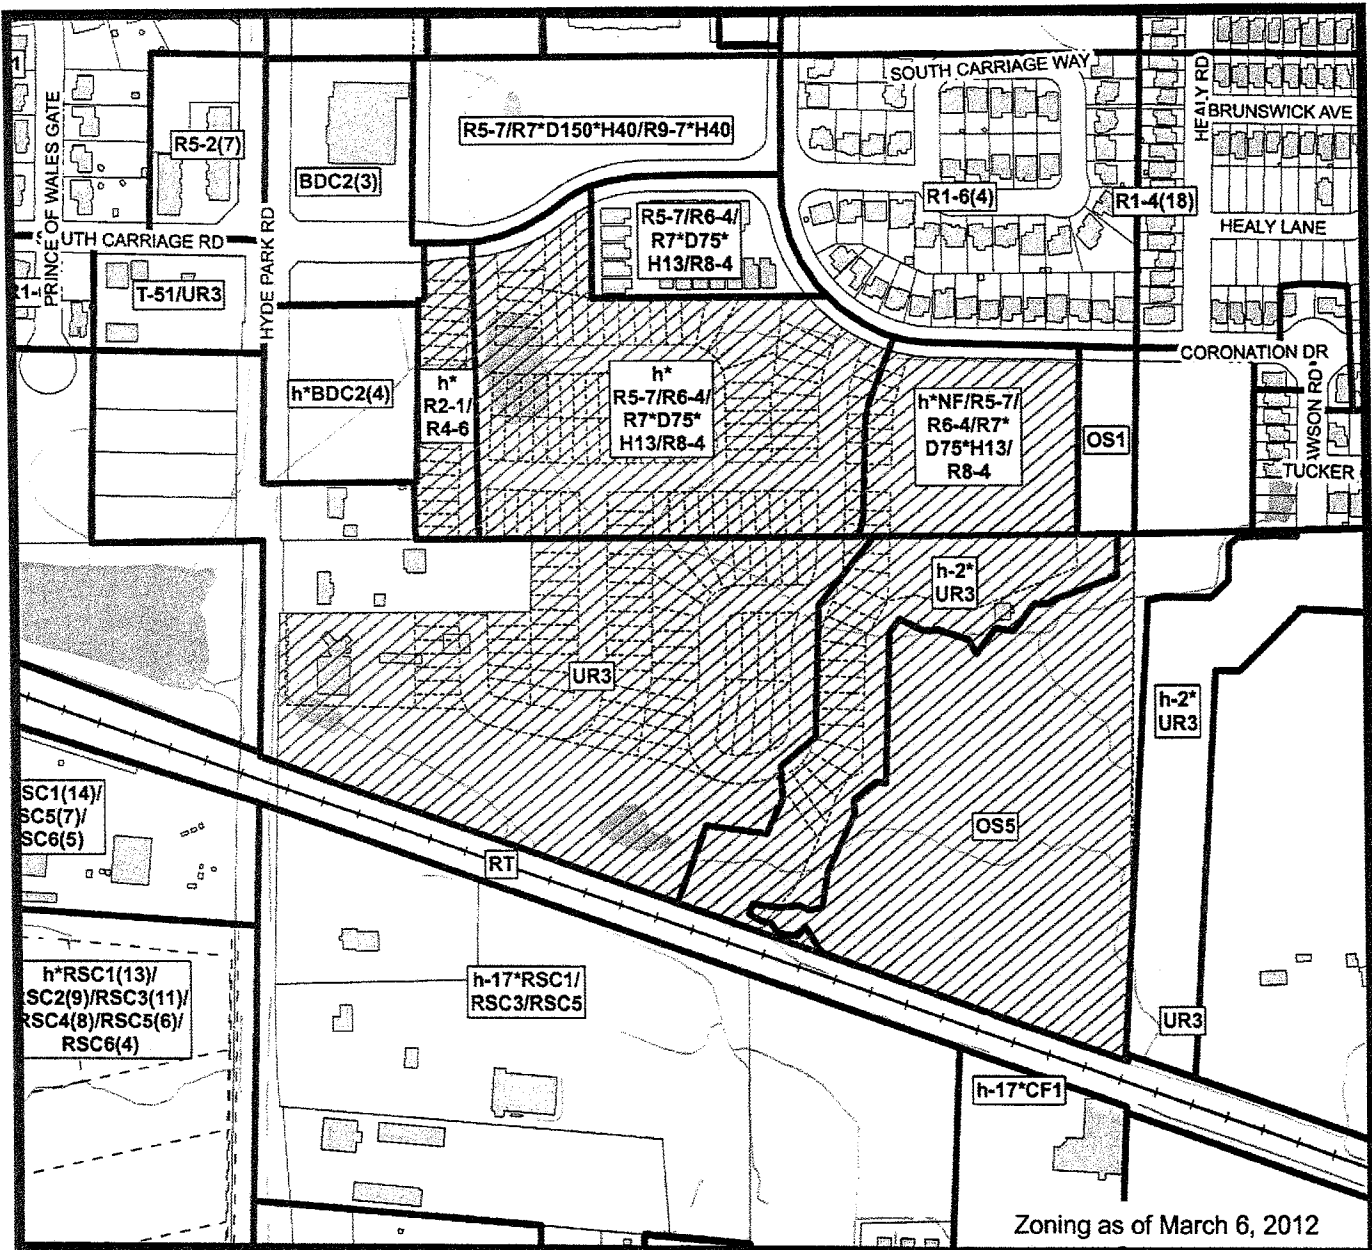 SOUTH CARRIAGE WAY
HEALY RD
BRUNSWICK AVE
PRINCE OF WALES GATE
R5-2(7)
R5-7/R7*D150*H40/R9-7*H40
BDC2(3)
R1-6(4)
R1-4(18)
R5-7/R6-4/
R7*D75*
H13/R8-4
HEALY LANE
UTH CARRIAGE RD
HYDE PARK RD
T-51/UR3
CORONATION DR
h*BDC2(4)
h*
R2-1/
R4-6
h*
R5-7/R6-4/
R7*D75*
H13/R8-4
h*NF/R5-7/
R6-4/R7*
D75*H13/
R8-4
OS1
AWSON RD
TUCKER
h-2*
UR3
UR3
h-2*
UR3
SC1(14)/
SC5(7)/
SC6(5)
OS5
RT
h*RSC1(13)/
RSC2(9)/RSC3(11)/
RSC4(8)/RSC5(6)/
RSC6(4)
h-17*RSC1/
RSC3/RSC5
UR3
h-17*CF1
Zoning as of March 6, 2012